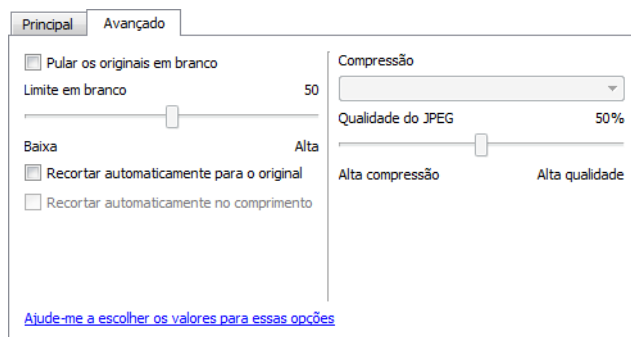 Principal
Avançado
Pular os originais em branco
Limite em branco 50
Baixa Alta
Recortar automaticamente para o original
Recortar automaticamente no comprimento
Compressão
Qualidade do JPEG 50%
Alta compressão Alta qualidade
Ajude-me a escolher os valores para essas opções